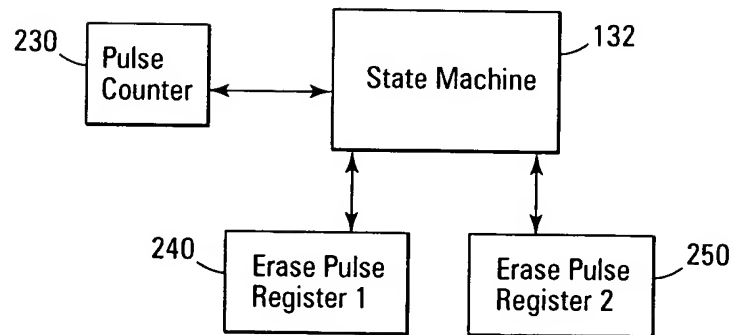 230
Pulse
Counter
State Machine
132
240
Erase Pulse
Register 1
Erase Pulse
Register 2
250